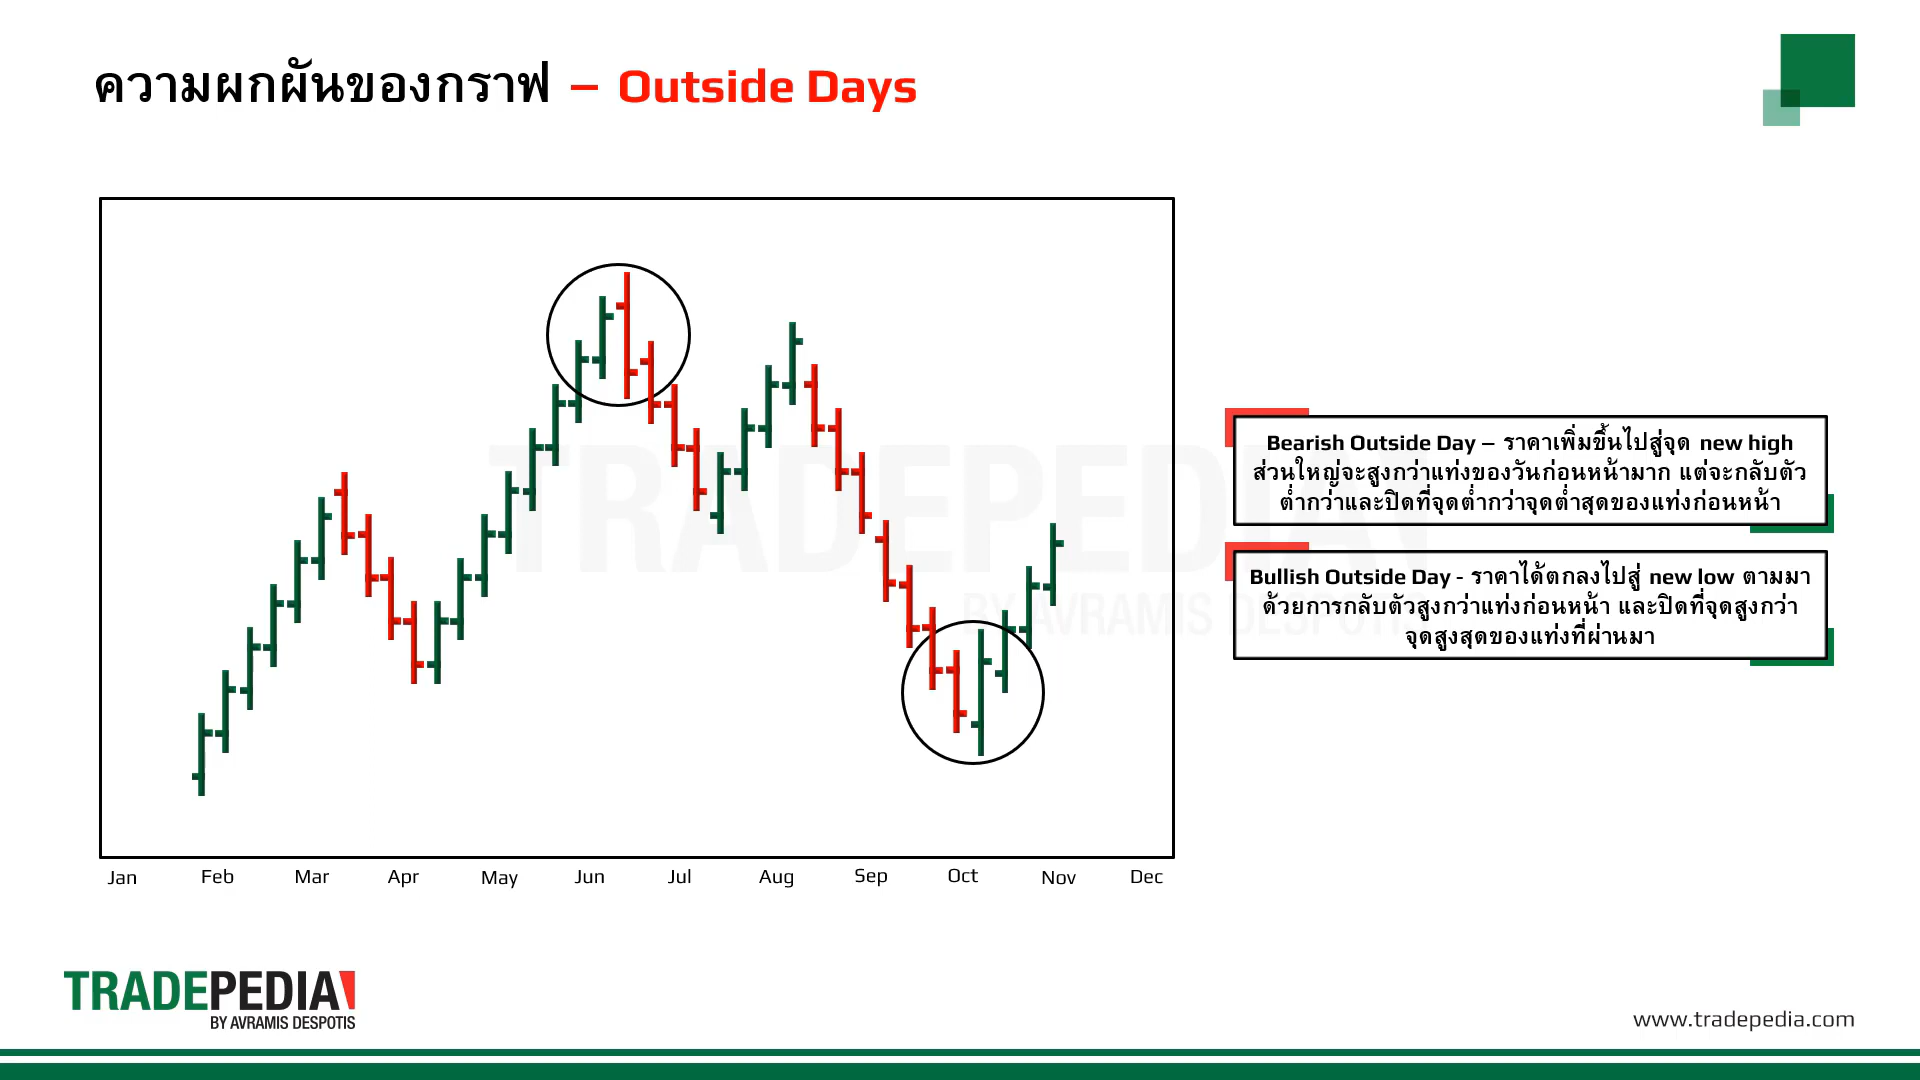 ความผกผันของกราฟ – Outside Days
TRADEPEDIA
BY AVRAMIS DESPOTIS
Bearish Outside Day – ราคาเพิ่มขึ้นไปสู่จุด new high
ส่วนใหญ่จะสูงกว่าแท่งของวันก่อนหน้ามาก แต่จะกลับตัว
ต่ำกว่าและปิดที่จุดต่ำกว่าจุดต่ำสุดของแท่งก่อนหน้า
Bullish Outside Day - ราคาได้ตกลงไปสู่ new low ตามมา
ด้วยการกลับตัวสูงกว่าแท่งก่อนหน้า และปิดที่จุดสูงกว่า
จุดสูงสุดของแท่งที่ผ่านมา
Jan Feb Mar Apr May Jun Jul Aug Sep Oct Nov Dec
TRADEPEDIA
BY AVRAMIS DESPOTIS
www.tradepedia.com